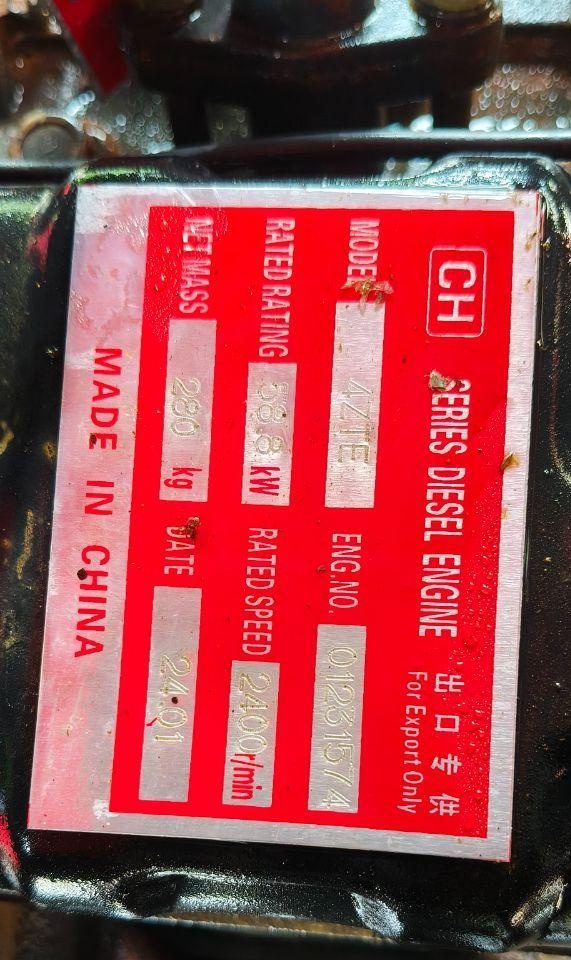 CH SERIES DIESEL ENGINE 出口专供
For Export Only
MODEL 4ZTE ENG.NO. 01231574
RATED RATING 58.8 kW RATED SPEED 2400 r/min
NET MASS 280 kg DATE 24.01
MADE IN CHINA